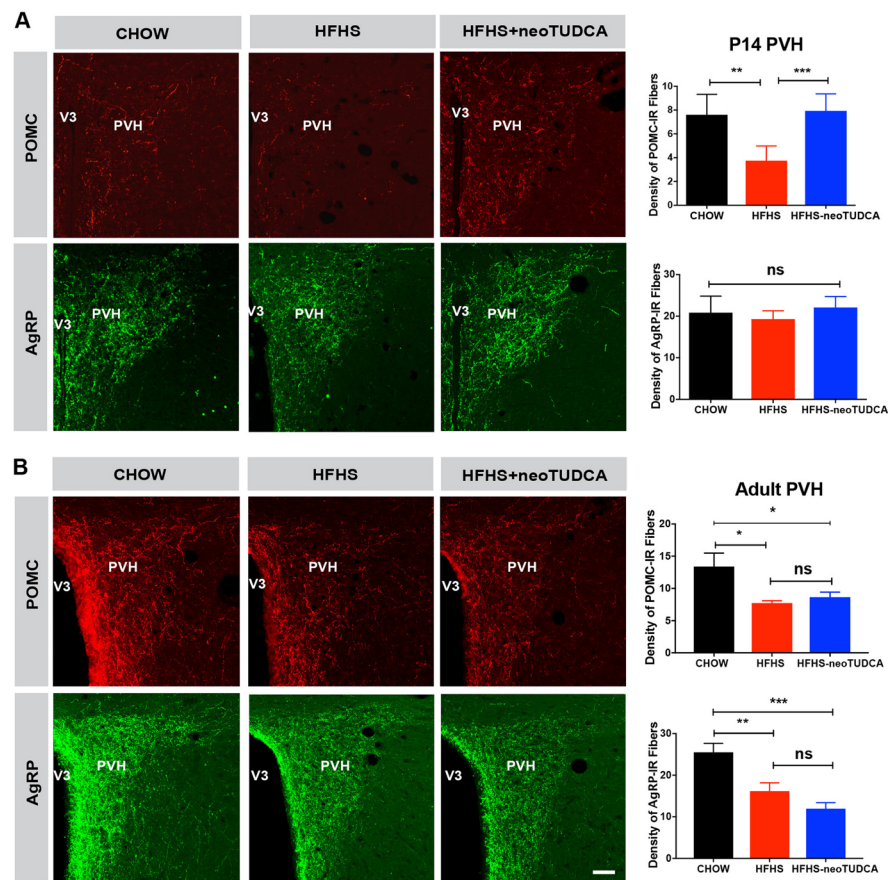 A
CHOW
HFHS
HFHS+neoTUDCA
POMC
V3
PVH
V3
PVH
V3
PVH
AgRP
V3
PVH
V3
PVH
V3
PVH
P14 PVH
Density of POMC-IR Fibers
10
8
6
4
2
0
**
***
CHOW
HFHS
HFHS-neoTUDCA
Density of AgRP-IR Fibers
30
20
10
0
ns
CHOW
HFHS
HFHS-neoTUDCA
B
CHOW
HFHS
HFHS+neoTUDCA
POMC
V3
PVH
V3
PVH
V3
PVH
AgRP
V3
PVH
V3
PVH
V3
PVH
Adult PVH
Density of POMC-IR Fibers
20
15
10
5
0
*
*
ns
CHOW
HFHS
HFHS-neoTUDCA
Density of AgRP-IR Fibers
30
20
10
0
***
**
ns
CHOW
HFHS
HFHS-neoTUDCA